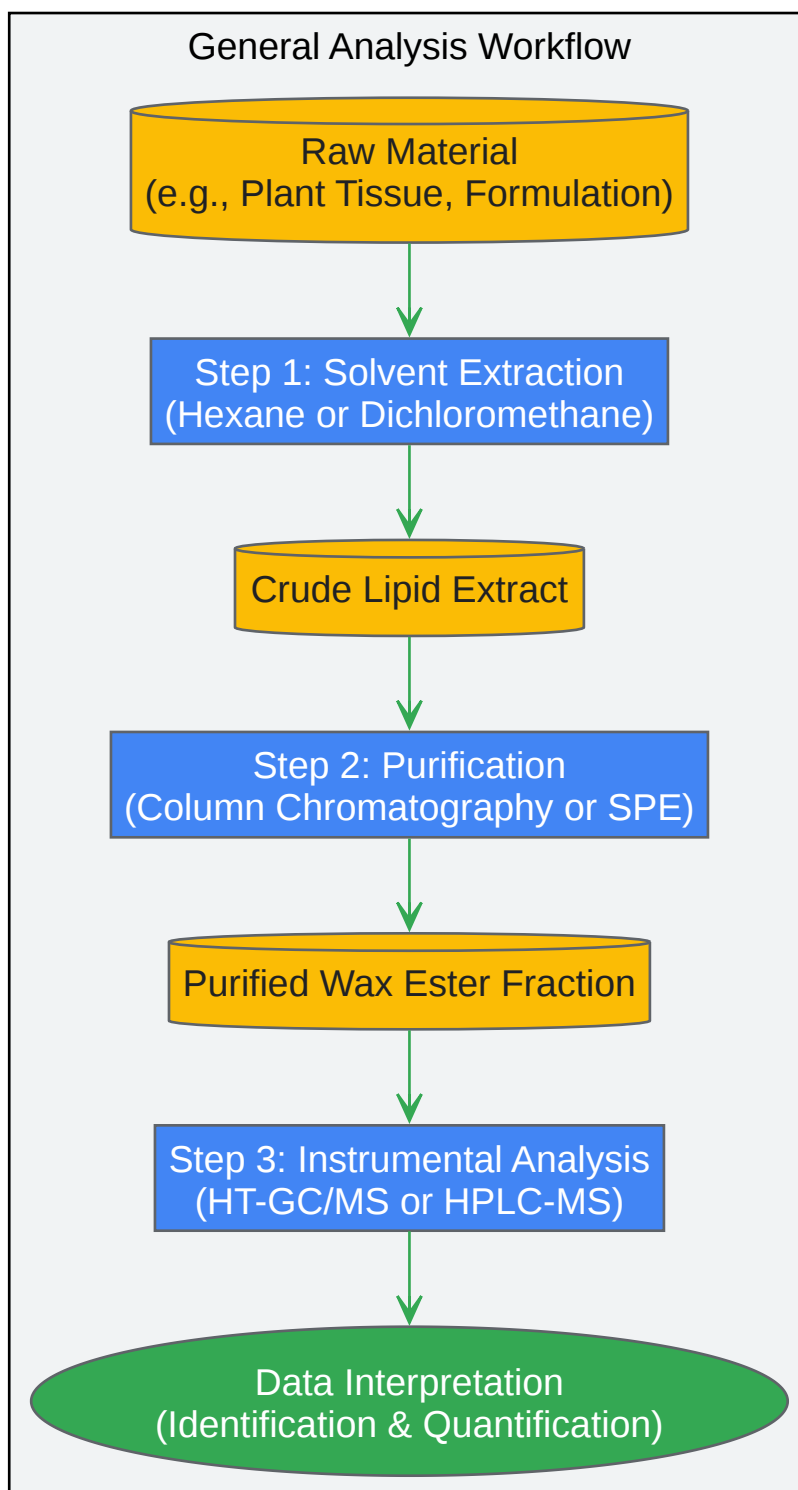 General Analysis Workflow
Raw Material
(e.g., Plant Tissue, Formulation)
Step 1: Solvent Extraction
(Hexane or Dichloromethane)
Crude Lipid Extract
Step 2: Purification
(Column Chromatography or SPE)
Purified Wax Ester Fraction
Step 3: Instrumental Analysis
(HT-GC/MS or HPLC-MS)
Data Interpretation
(Identification & Quantification)